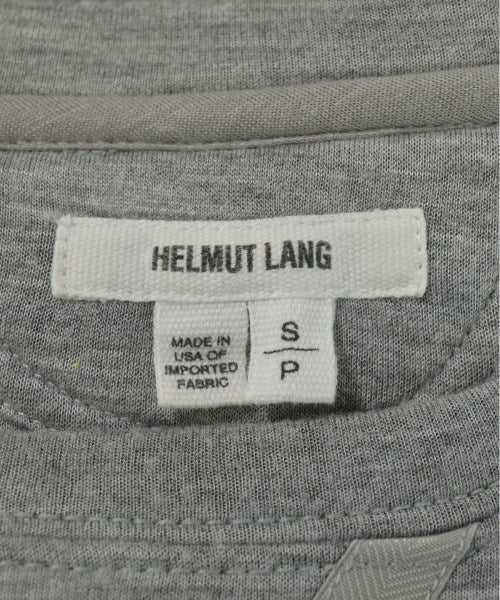 HELMUT LANG
MADE IN
USA OF
IMPORTED
FABRIC
S
P